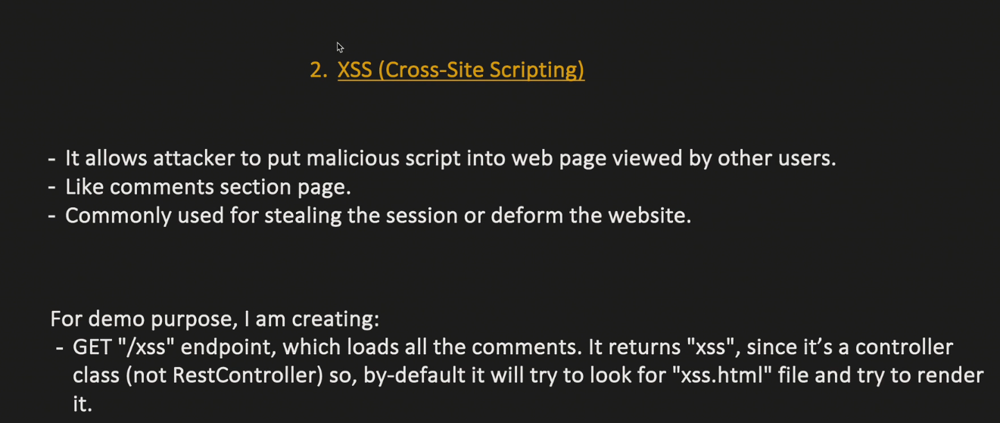 2. XSS (Cross-Site Scripting)
- It allows attacker to put malicious script into web page viewed by other users.
- Like comments section page.
- Commonly used for stealing the session or deform the website.
For demo purpose, I am creating:
- GET "/xss" endpoint, which loads all the comments. It returns "xss", since it’s a controller
class (not RestController) so, by-default it will try to look for "xss.html" file and try to render
it.